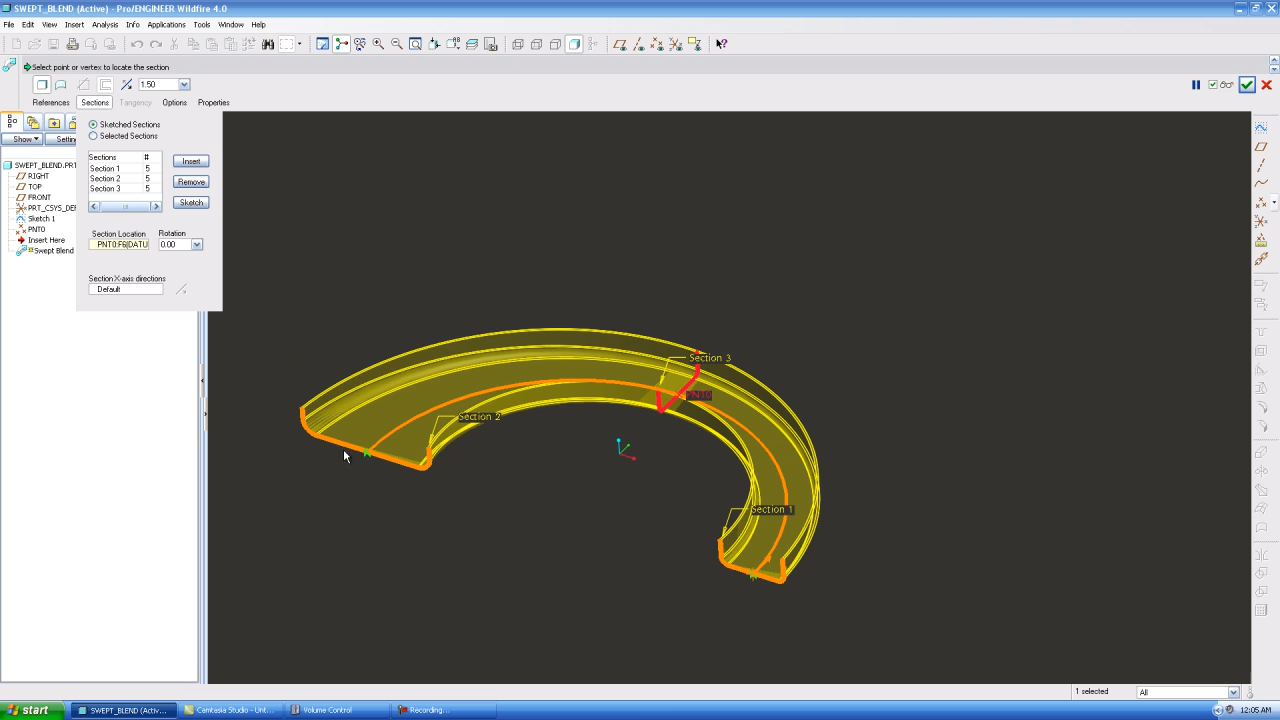 SWEPT_BLEND (Active) - Pro/ENGINEER Wildfire 4.0
File Edit View Insert Analysis Info Applications Tools Window Help
Select point or vertex to locate the section
1.50
References Sections Tangency Options Properties
Show
Settin
Sketched Sections
Selected Sections
Sections #
Section 1 5
Section 2 5
Section 3 5
Insert
Remove
Sketch
Section Location Rotation
PNT0:F6(DATU 0.00
Section X-axis directions
Default
SWEPT_BLEND.PRT
RIGHT
TOP
FRONT
PRT_CSYS_DEF
Sketch 1
PNT0
Insert Here
Swept Blend
Section 3
PNT0
Section 2
Section 1
1 selected All
start SWEPT_BLEND (Activ... Camtasia Studio - Unt... Volume Control Recording... 12:05 AM